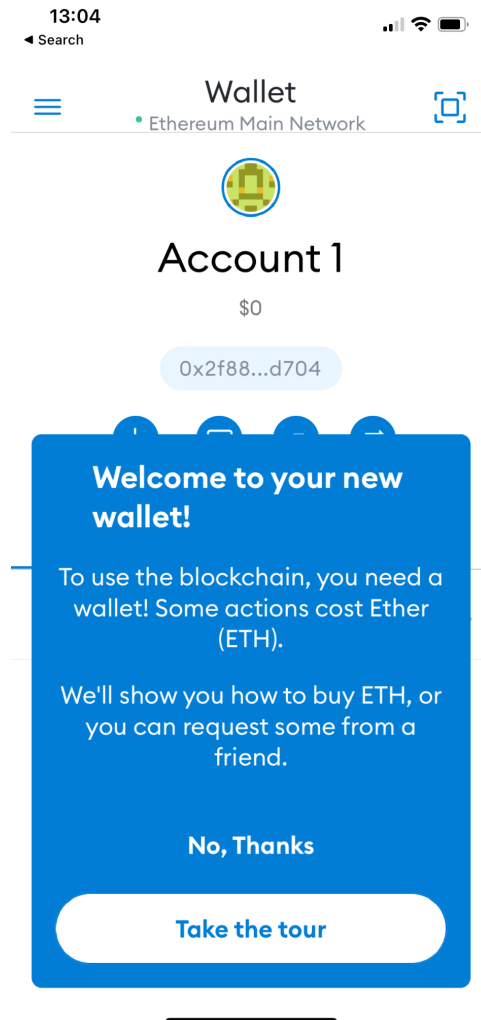 13:04
◀ Search
Wallet
Ethereum Main Network
Account 1
$0
0x2f88...d704
Welcome to your new
wallet!
To use the blockchain, you need a
wallet! Some actions cost Ether
(ETH).
We'll show you how to buy ETH, or
you can request some from a
friend.
No, Thanks
Take the tour